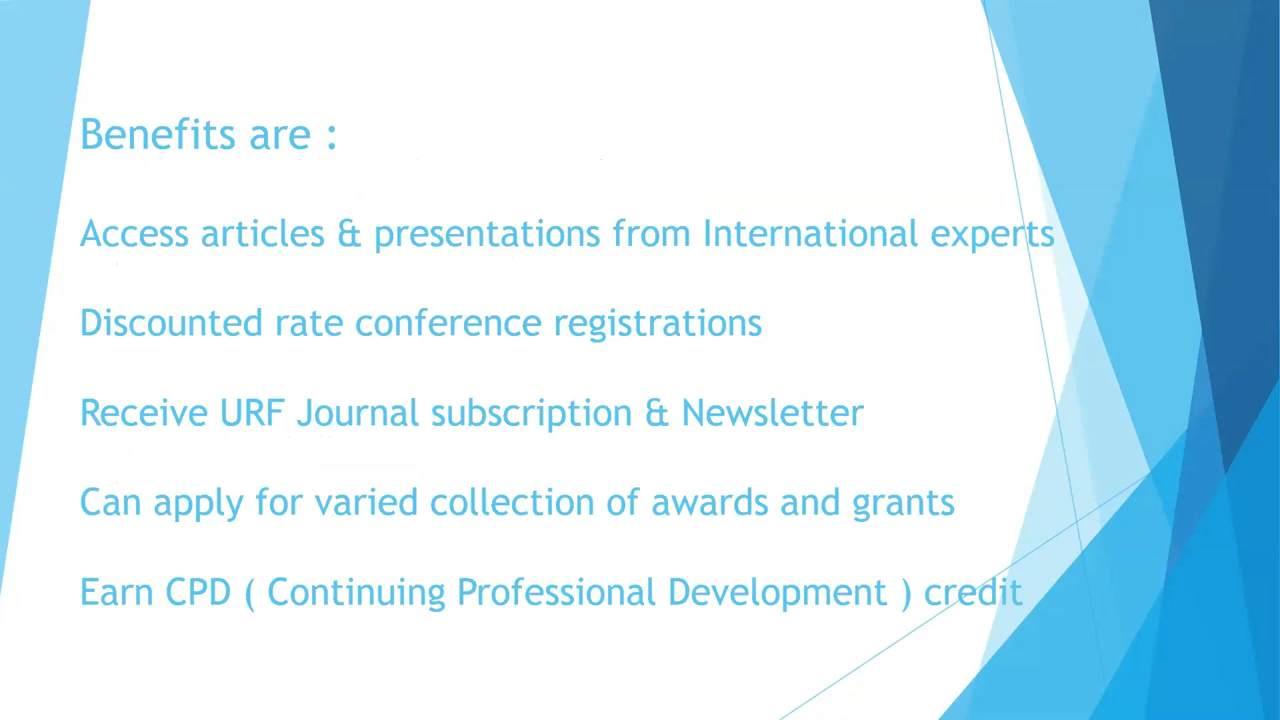 Benefits are :
Access articles & presentations from International experts
Discounted rate conference registrations
Receive URF Journal subscription & Newsletter
Can apply for varied collection of awards and grants
Earn CPD ( Continuing Professional Development ) credit